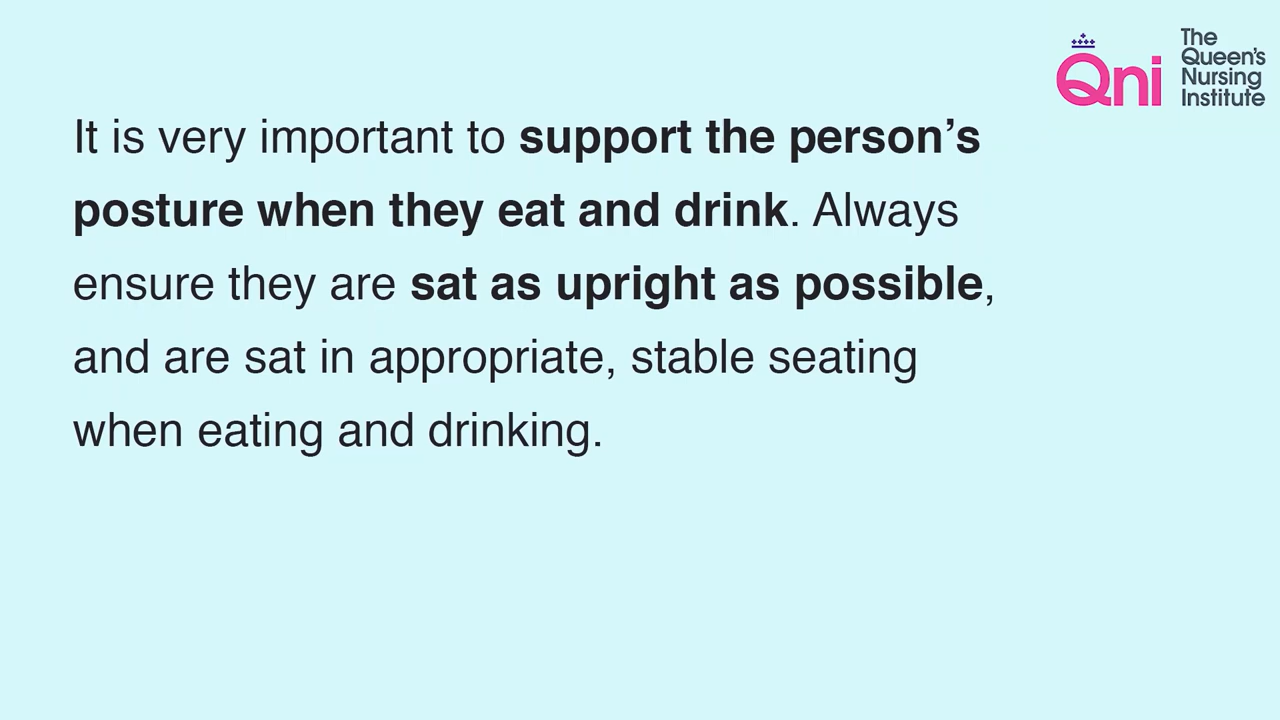 Qni
The
Queen's
Nursing
Institute
It is very important to support the person’s
posture when they eat and drink. Always
ensure they are sat as upright as possible,
and are sat in appropriate, stable seating
when eating and drinking.